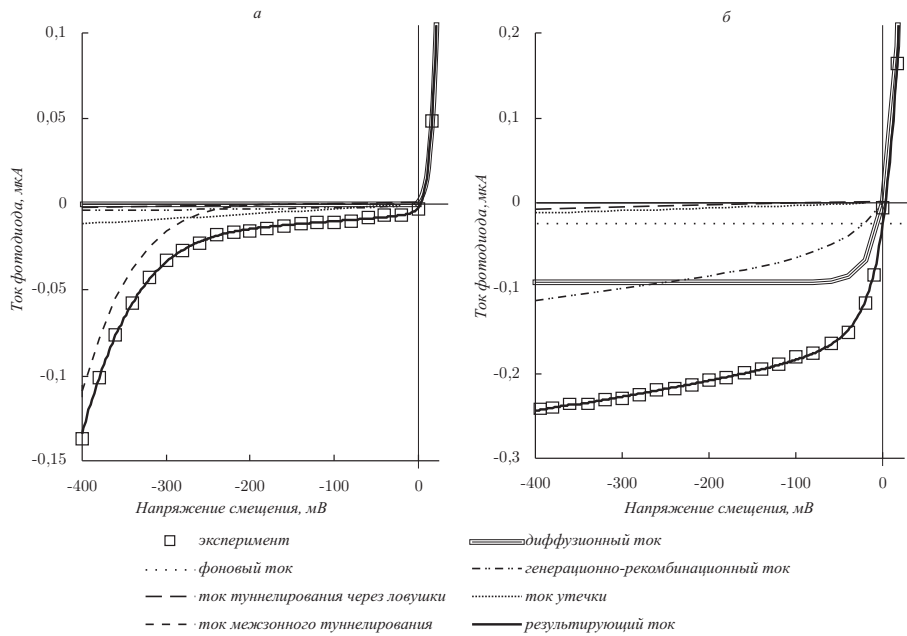 а
0,1
0,05
0
-0,05
-0,1
-0,15
Ток фотодиода, мкА
-400
-300
-200
-100
0
Напряжение смещения, мВ
б
0,2
0,1
0
-0,1
-0,2
-0,3
Ток фотодиода, мкА
-400
-300
-200
-100
0
Напряжение смещения, мВ
эксперимент
диффузионный ток
фоновый ток
генерационно-рекомбинационный ток
ток туннелирования через ловушки
ток утечки
ток межзонного туннелирования
результирующий ток